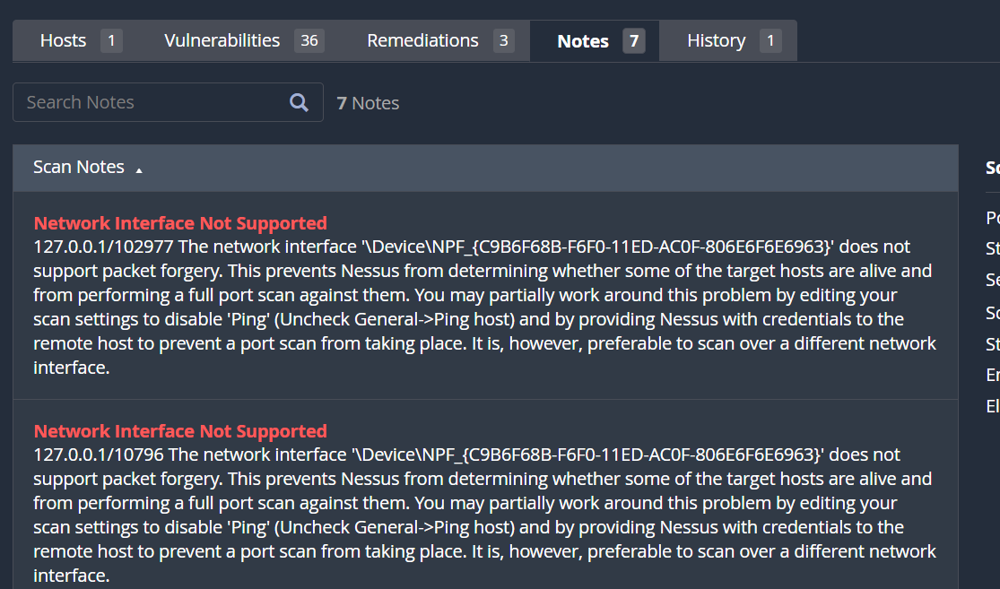 Hosts 1 Vulnerabilities 36 Remediations 3 Notes 7 History 1
Search Notes 7 Notes
Scan Notes
Network Interface Not Supported
127.0.0.1/102977 The network interface '\Device\NPF_{C9B6F68B-F6F0-11ED-AC0F-806E6F6E6963}' does not
support packet forgery. This prevents Nessus from determining whether some of the target hosts are alive and
from performing a full port scan against them. You may partially work around this problem by editing your
scan settings to disable 'Ping' (Uncheck General->Ping host) and by providing Nessus with credentials to the
remote host to prevent a port scan from taking place. It is, however, preferable to scan over a different network
interface.
Network Interface Not Supported
127.0.0.1/10796 The network interface '\Device\NPF_{C9B6F68B-F6F0-11ED-AC0F-806E6F6E6963}' does not
support packet forgery. This prevents Nessus from determining whether some of the target hosts are alive and
from performing a full port scan against them. You may partially work around this problem by editing your
scan settings to disable 'Ping' (Uncheck General->Ping host) and by providing Nessus with credentials to the
remote host to prevent a port scan from taking place. It is, however, preferable to scan over a different network
interface.